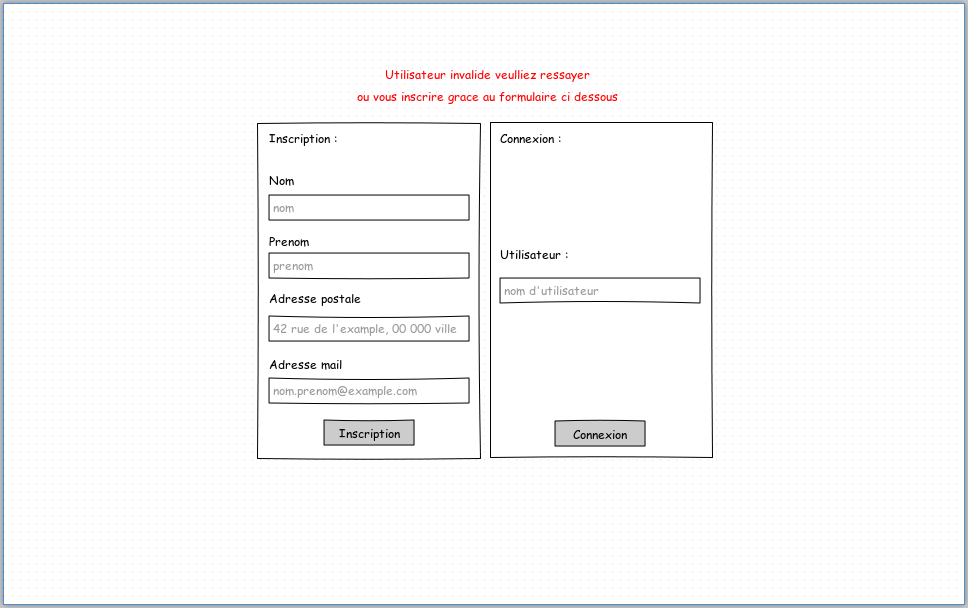 Utilisateur invalide veulliez ressayer
ou vous inscrire grace au formulaire ci dessous
Inscription :
Nom
nom
Prenom
prenom
Adresse postale
42 rue de l'example, 00 000 ville
Adresse mail
nom.prenom@example.com
Inscription
Connexion :
Utilisateur :
nom d'utilisateur
Connexion